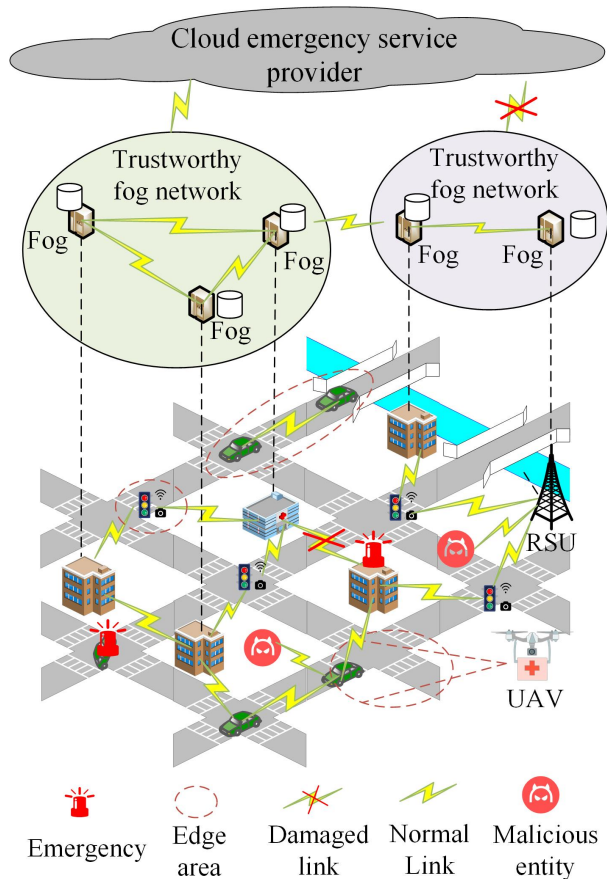 Cloud emergency service
provider
Trustworthy
fog network
Trustworthy
fog network
Fog
Fog
Fog
Fog
Fog
RSU
UAV
Emergency
Edge
area
Damaged
link
Normal
Link
Malicious
entity